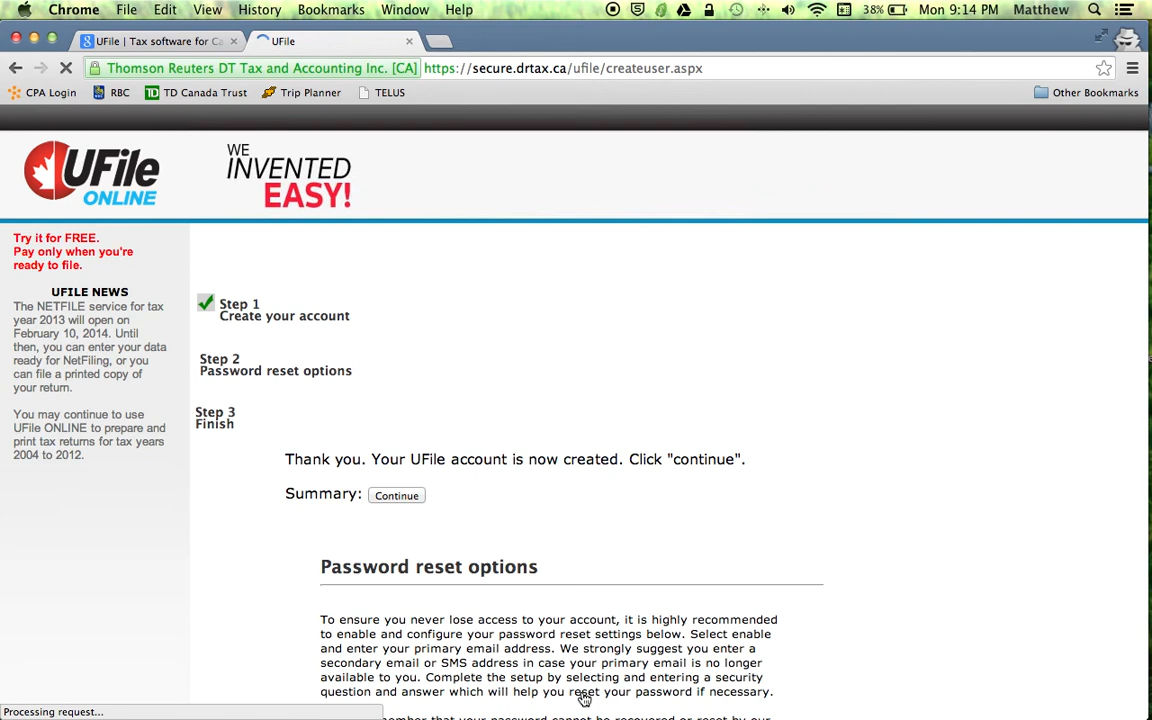 Chrome File Edit View History Bookmarks Window Help 38% Mon 9:14 PM Matthew
UFile | Tax software for Ca
UFile
Thomson Reuters DT Tax and Accounting Inc. [CA] https://secure.drtax.ca/ufile/createuser.aspx
CPA Login RBC TD Canada Trust Trip Planner TELUS Other Bookmarks
UFile
ONLINE
WE
INVENTED
EASY!
Try it for FREE.
Pay only when you're
ready to file.
UFILE NEWS
The NETFILE service for tax
year 2013 will open on
February 10, 2014. Until
then, you can enter your data
ready for NetFiling, or you
can file a printed copy of
your return.
You may continue to use
UFile ONLINE to prepare and
print tax returns for tax years
2004 to 2012.
Step 1
Create your account
Step 2
Password reset options
Step 3
Finish
Thank you. Your UFile account is now created. Click "continue".
Summary: Continue
Password reset options
To ensure you never lose access to your account, it is highly recommended
to enable and configure your password reset settings below. Select enable
and enter your primary email address. We strongly suggest you enter a
secondary email or SMS address in case your primary email is no longer
available to you. Complete the setup by selecting and entering a security
question and answer which will help you reset your password if necessary.
that your password cannot be recovered or reset by our
Processing request...